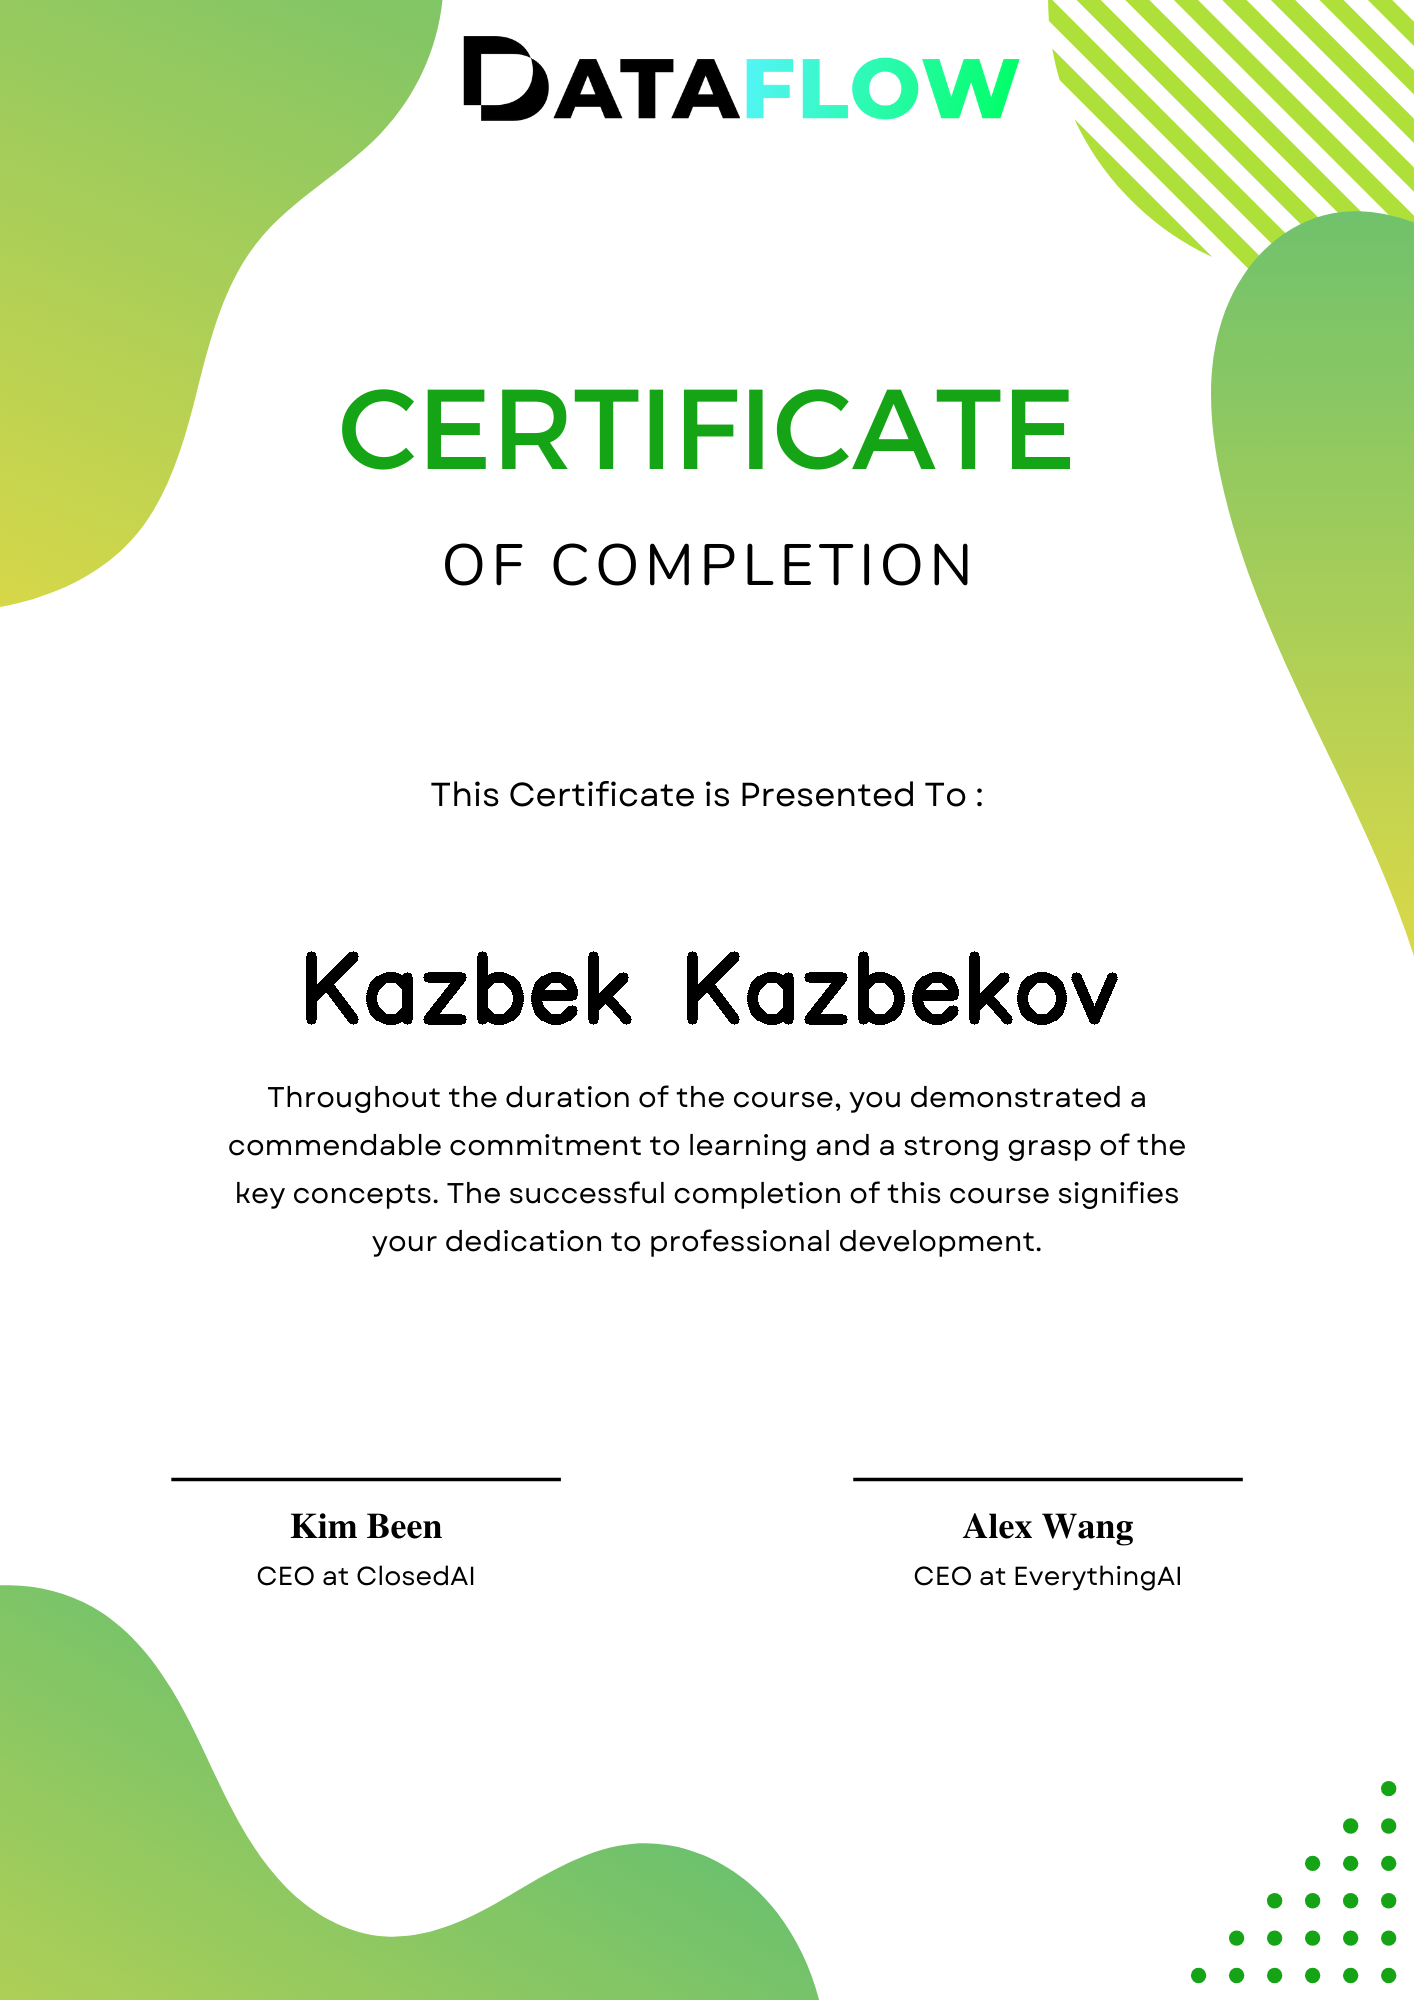 DATAFLOW
CERTIFICATE
OF COMPLETION
This Certificate is Presented To :
Kazbek Kazbekov
Throughout the duration of the course, you demonstrated a
commendable commitment to learning and a strong grasp of the
key concepts. The successful completion of this course signifies
your dedication to professional development.
Kim Been
CEO at ClosedAI
Alex Wang
CEO at EverythingAI